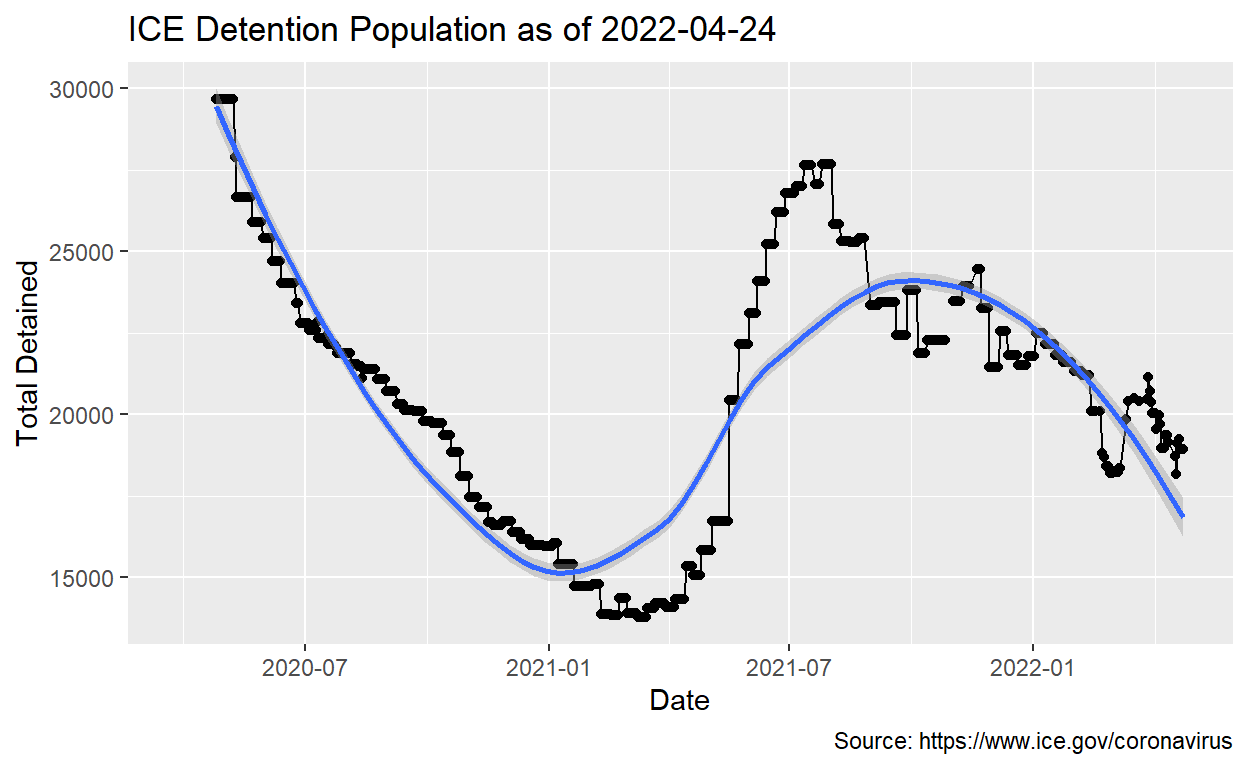 ICE Detention Population as of 2022-04-24
30000
25000
20000
15000
Total Detained
2020-07
2021-01
2021-07
2022-01
Date
Source: https://www.ice.gov/coronavirus